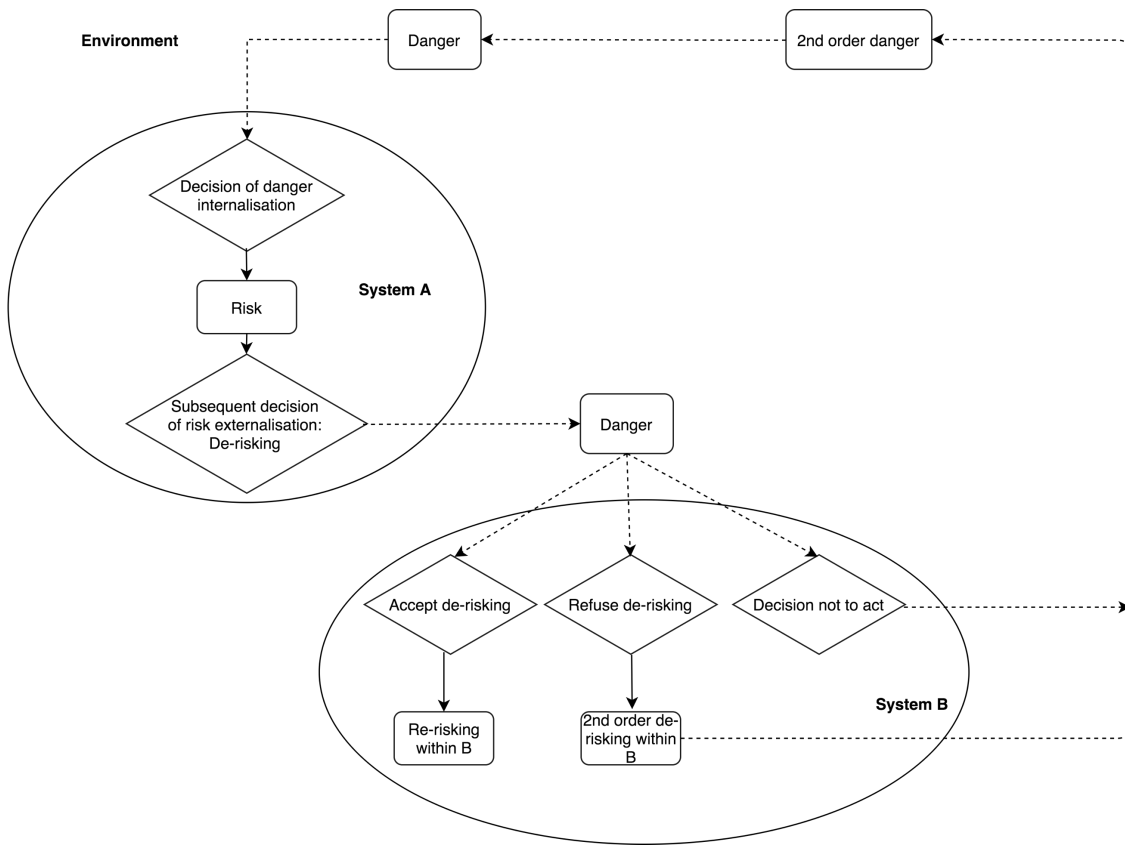 Environment
Danger
2nd order danger
Decision of danger
internalisation
System A
Risk
Subsequent decision
of risk externalisation:
De-risking
Danger
Accept de-risking
Refuse de-risking
Decision not to act
System B
Re-risking
within B
2nd order de-
risking within
B